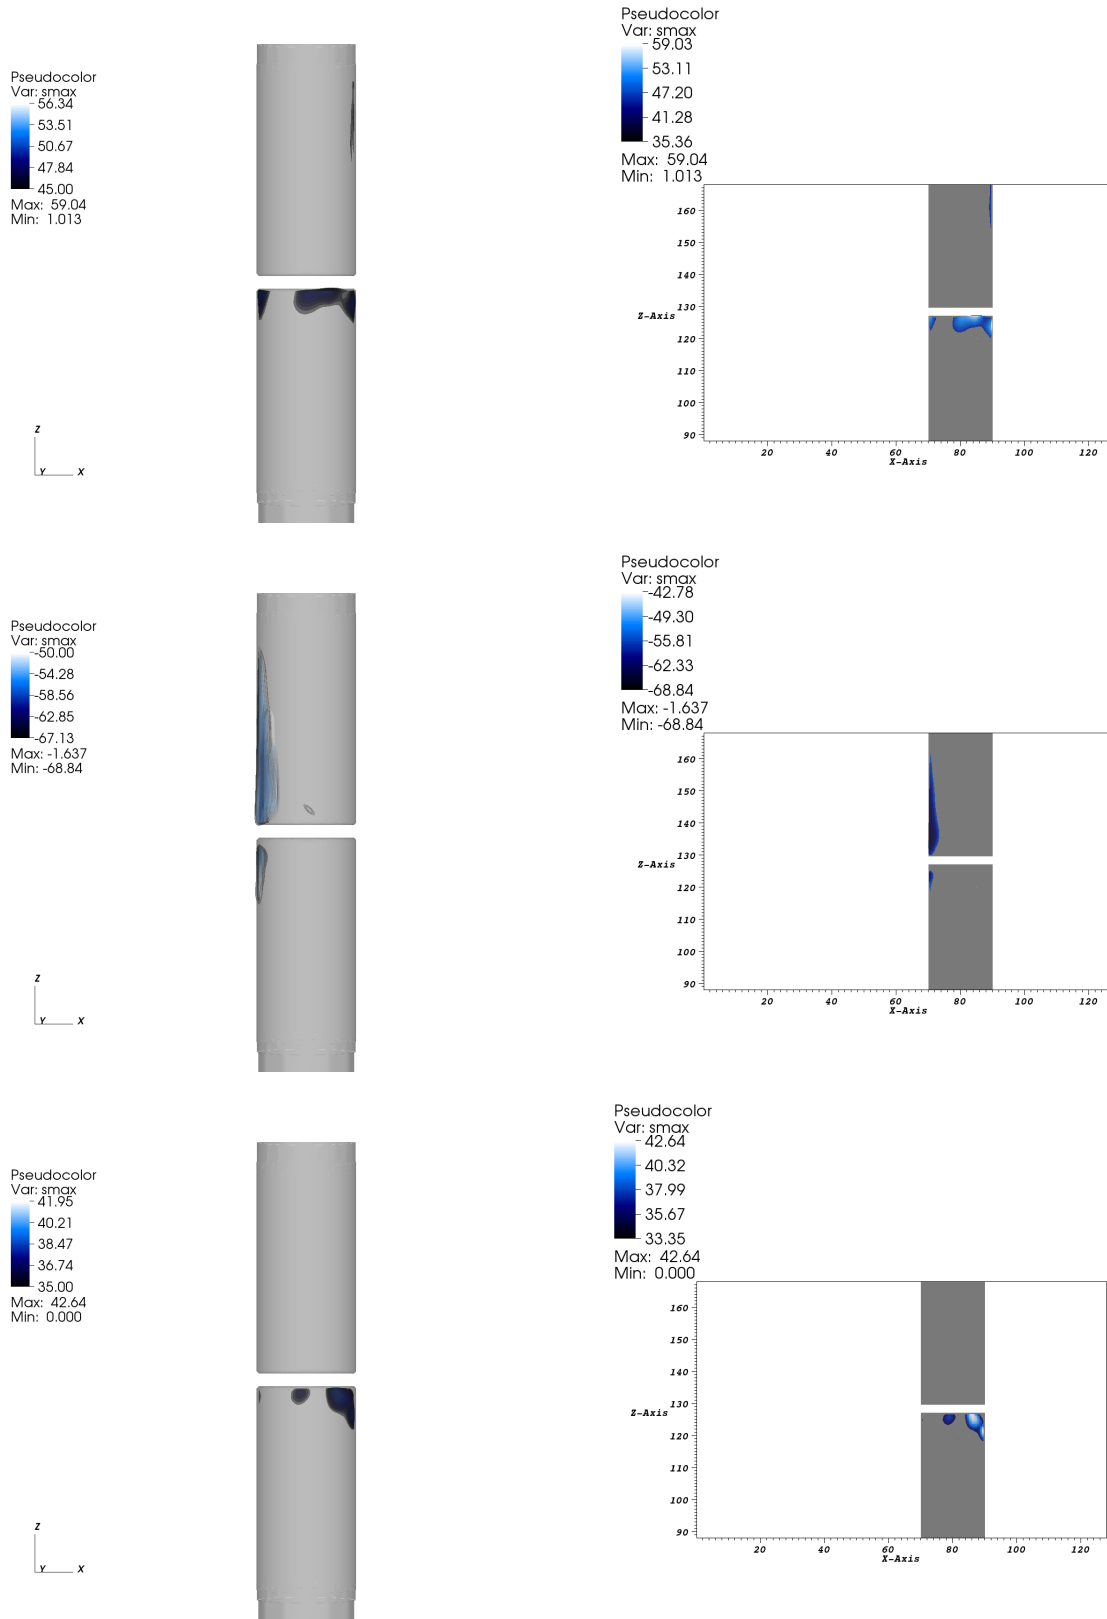 Pseudocolor
Var: smax
56.34
53.51
50.67
47.84
45.00
Max: 59.04
Min: 1.013
Z
Y X
Pseudocolor
Var: smax
59.03
53.11
47.20
41.28
35.36
Max: 59.04
Min: 1.013
160
150
140
130
Z-Axis
120
110
100
90
20 40 60 80 100 120
X-Axis
Pseudocolor
Var: smax
-50.00
-54.28
-58.56
-62.85
-67.13
Max: -1.637
Min: -68.84
Z
Y X
Pseudocolor
Var: smax
-42.78
-49.30
-55.81
-62.33
-68.84
Max: -1.637
Min: -68.84
160
150
140
130
Z-Axis
120
110
100
90
20 40 60 80 100 120
X-Axis
Pseudocolor
Var: smax
41.95
40.21
38.47
36.74
35.00
Max: 42.64
Min: 0.000
Z
Y X
Pseudocolor
Var: smax
42.64
40.32
37.99
35.67
33.35
Max: 42.64
Min: 0.000
160
150
140
130
Z-Axis
120
110
100
90
20 40 60 80 100 120
X-Axis